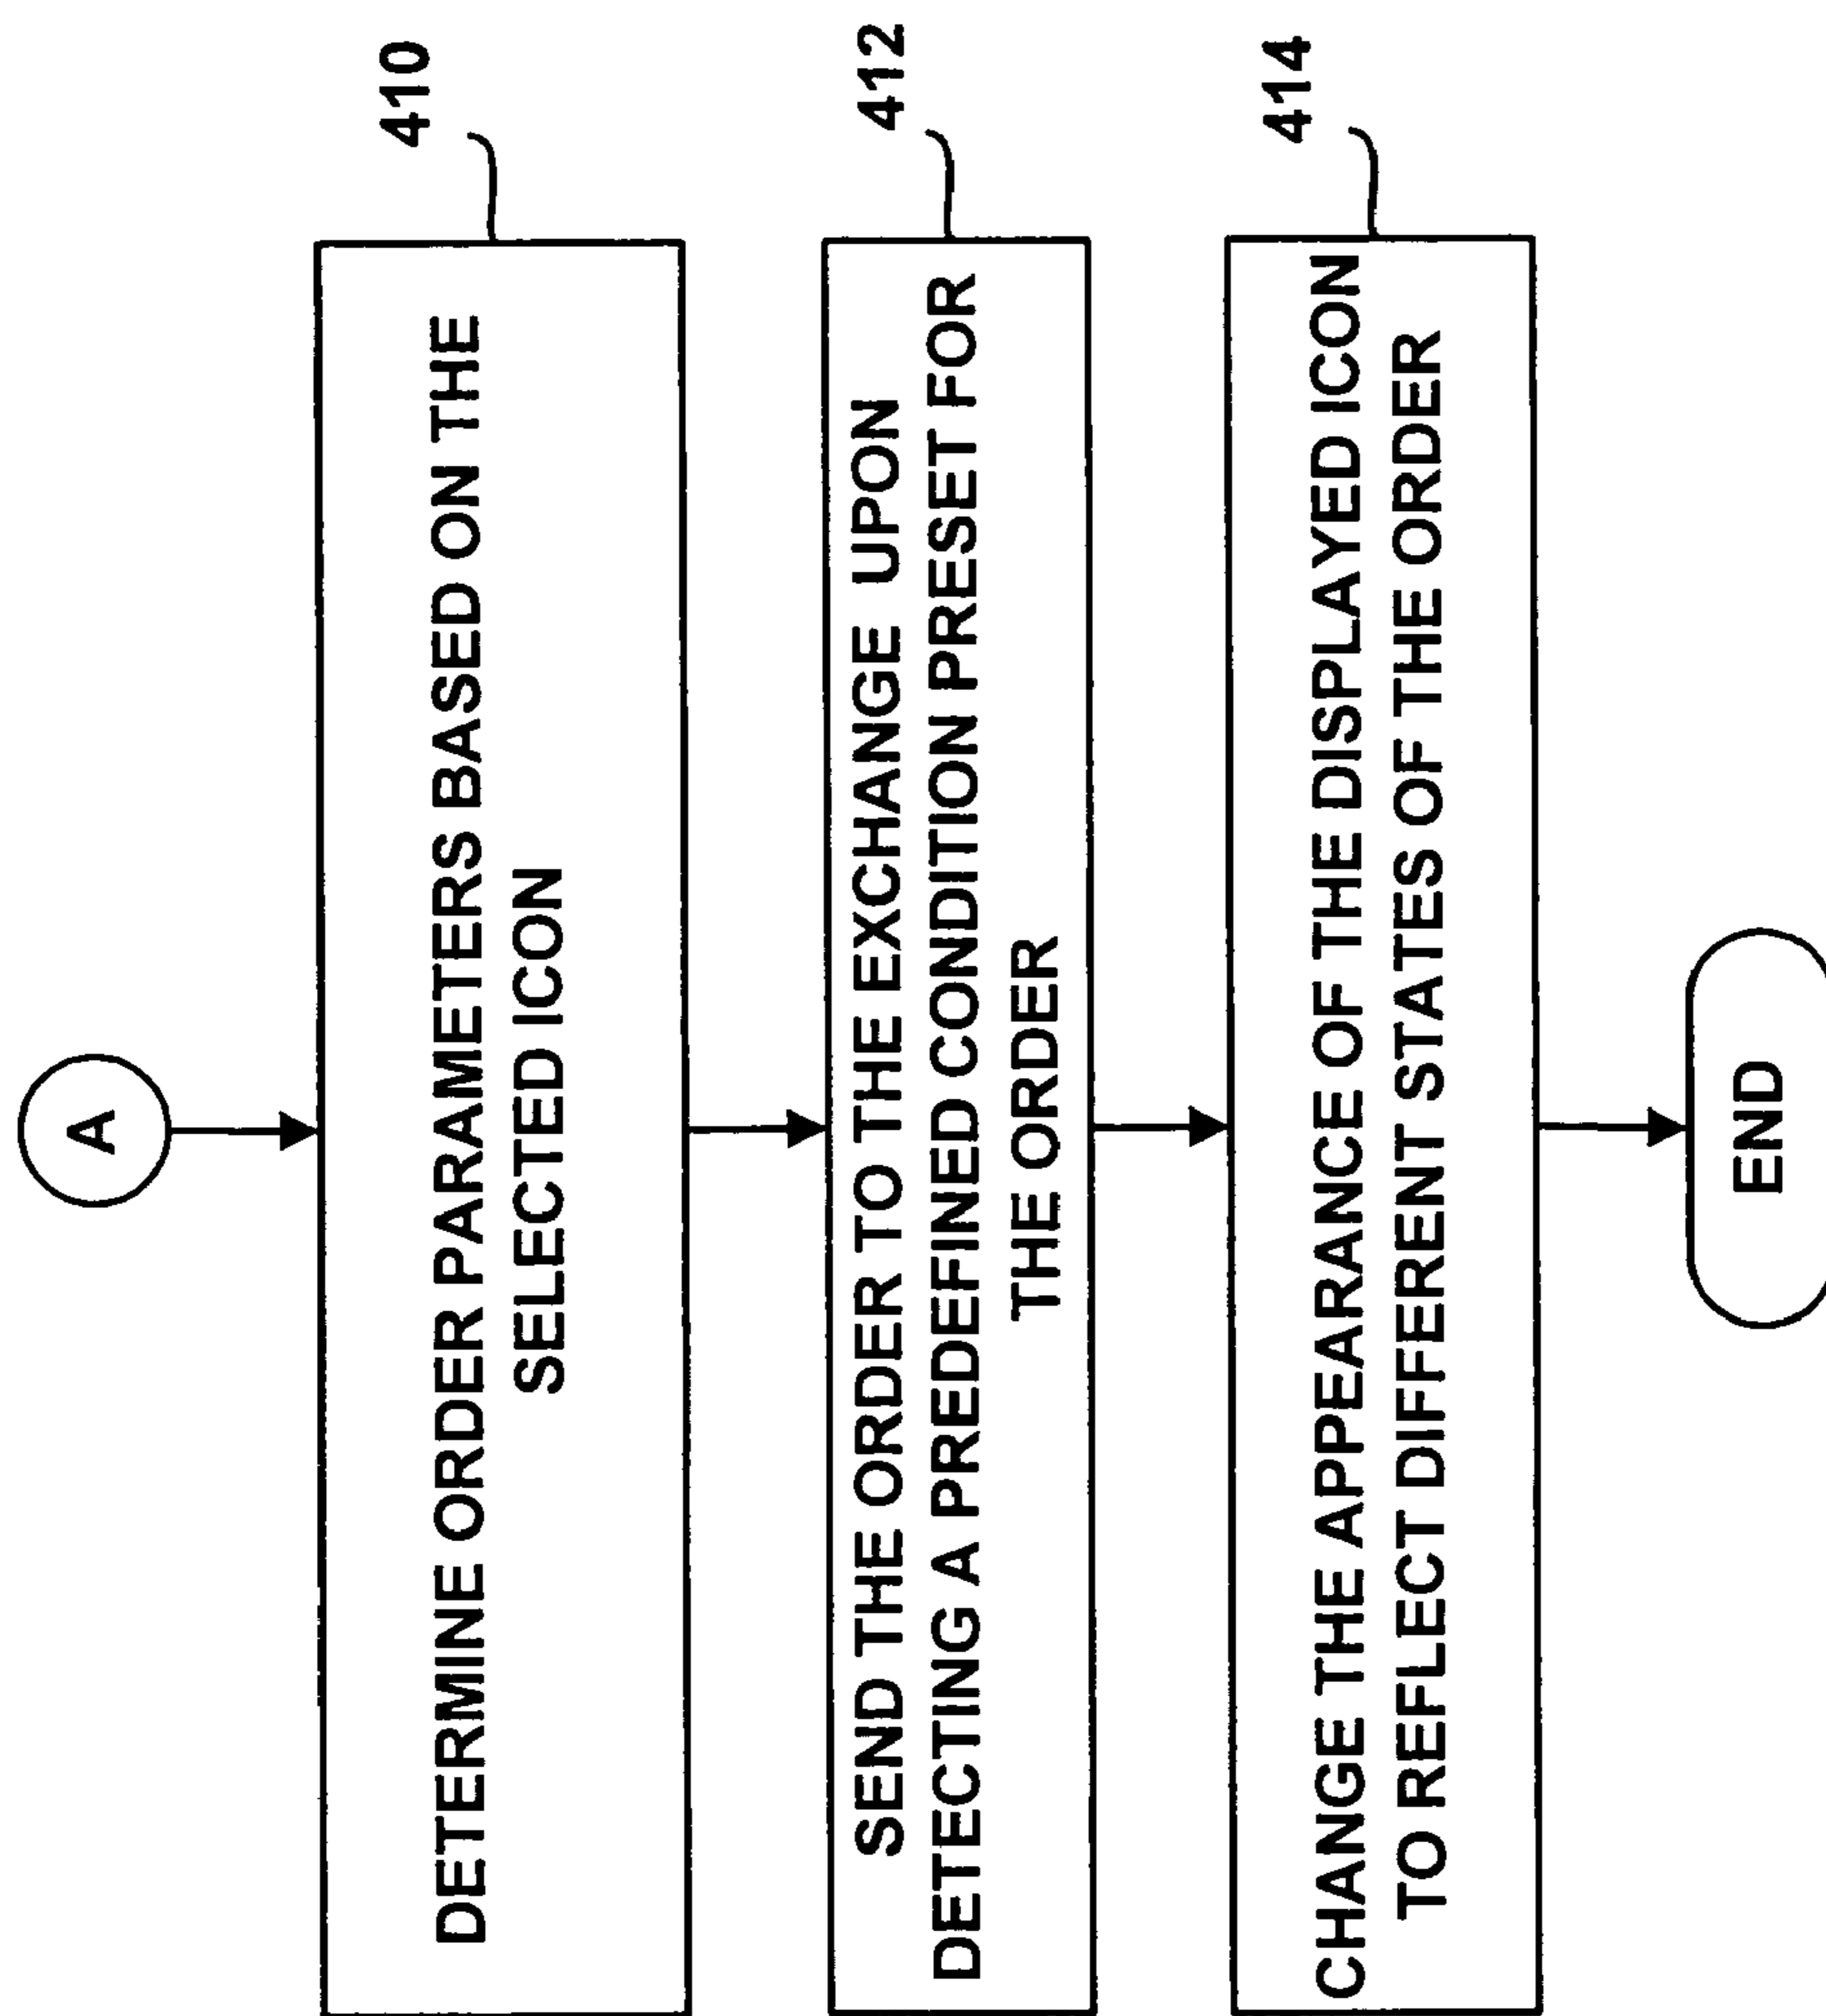 A
410
DETERMINE ORDER PARAMETERS BASED ON THE
SELECTED ICON
412
SEND THE ORDER TO THE EXCHANGE UPON
DETECTING A PREDEFINED CONDITION PRESET FOR
THE ORDER
414
CHANGE THE APPEARANCE OF THE DISPLAYED ICON
TO REFLECT DIFFERENT STATES OF THE ORDER
END